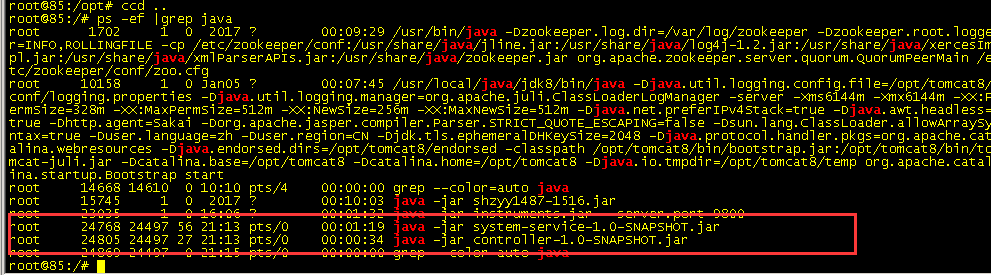 root@85:/opt# ccd ..
root@85:/# ps -ef |grep java
root 1702 1 0 2017 ? 00:09:29 /usr/bin/java -Dzookeeper.log.dir=/var/log/zookeeper -Dzookeeper.root.logge
r=INFO,ROLLINGFILE -cp /etc/zookeeper/conf:/usr/share/java/jline.jar:/usr/share/java/log4j-1.2.jar:/usr/share/java/xercesIm
pl.jar:/usr/share/java/xmlParserAPIs.jar:/usr/share/java/zookeeper.jar org.apache.zookeeper.server.quorum.QuorumPeerMain /e
tc/zookeeper/conf/zoo.cfg
root 10158 1 0 Jan05 ? 00:07:45 /usr/local/java/jdk8/bin/java -Djava.util.logging.config.file=/opt/tomcat8/
conf/logging.properties -Djava.util.logging.manager=org.apache.juli.ClassLoaderLogManager -server -Xms6144m -Xmx6144m -XX:P
ermSize=328m -XX:MaxPermSize=512m -XX:NewSize=256m -XX:MaxNewSize=512m -Djava.net.preferIPv4Stack=true -Djava.awt.headless=
true -Dhttp.agent=Sakai -Dorg.apache.jasper.compiler.Parser.STRICT_QUOTE_ESCAPING=false -Dsun.lang.ClassLoader.allowArraySy
ntax=true -Duser.language=zh -Duser.region=CN -Djdk.tls.ephemeralDHKeySize=2048 -Djava.protocol.handler.pkgs=org.apache.cat
alina.webresources -Djava.endorsed.dirs=/opt/tomcat8/endorsed -classpath /opt/tomcat8/bin/bootstrap.jar:/opt/tomcat8/bin/to
mcat-juli.jar -Dcatalina.base=/opt/tomcat8 -Dcatalina.home=/opt/tomcat8 -Djava.io.tmpdir=/opt/tomcat8/temp org.apache.catal
ina.startup.Bootstrap start
root 14668 14610 0 10:10 pts/4 00:00:00 grep --color=auto java
root 15745 1 0 2017 ? 00:10:03 java -jar shzyy1487-1516.jar
root 23035 1 0 16:06 ? 00:01:32 java -jar instruments.jar --server.port 9800
root 24768 24497 56 21:13 pts/0 00:01:19 java -jar system-service-1.0-SNAPSHOT.jar
root 24805 24497 27 21:13 pts/0 00:00:34 java -jar controller-1.0-SNAPSHOT.jar
root 24869 24497 0 21:15 pts/0 00:00:00 grep --color=auto java
root@85:/#